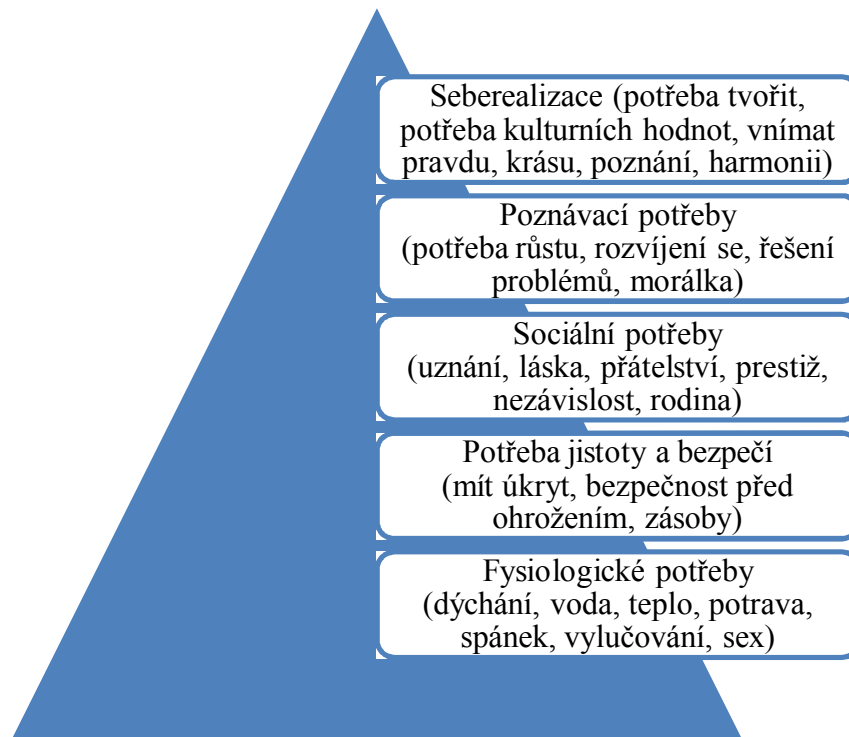 Seberealizace (potřeba tvořit,
potřeba kulturních hodnot, vnímat
pravdu, krásu, poznání, harmonii)
Poznávací potřeby
(potřeba růstu, rozvíjení se, řešení
problémů, morálka)
Sociální potřeby
(uznání, láska, přátelství, prestiž,
nezávislost, rodina)
Potřeba jistoty a bezpečí
(mít úkryt, bezpečnost před
ohrožením, zásoby)
Fysiologické potřeby
(dýchání, voda, teplo, potrava,
spánek, vylučování, sex)